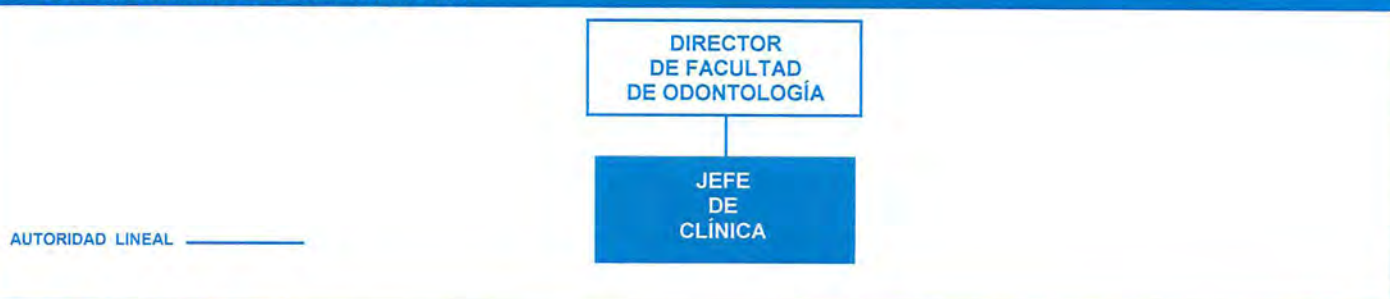 DIRECTOR
DE FACULTAD
DE ODONTOLOGÍA
JEFE
DE
CLÍNICA
AUTORIDAD LINEAL